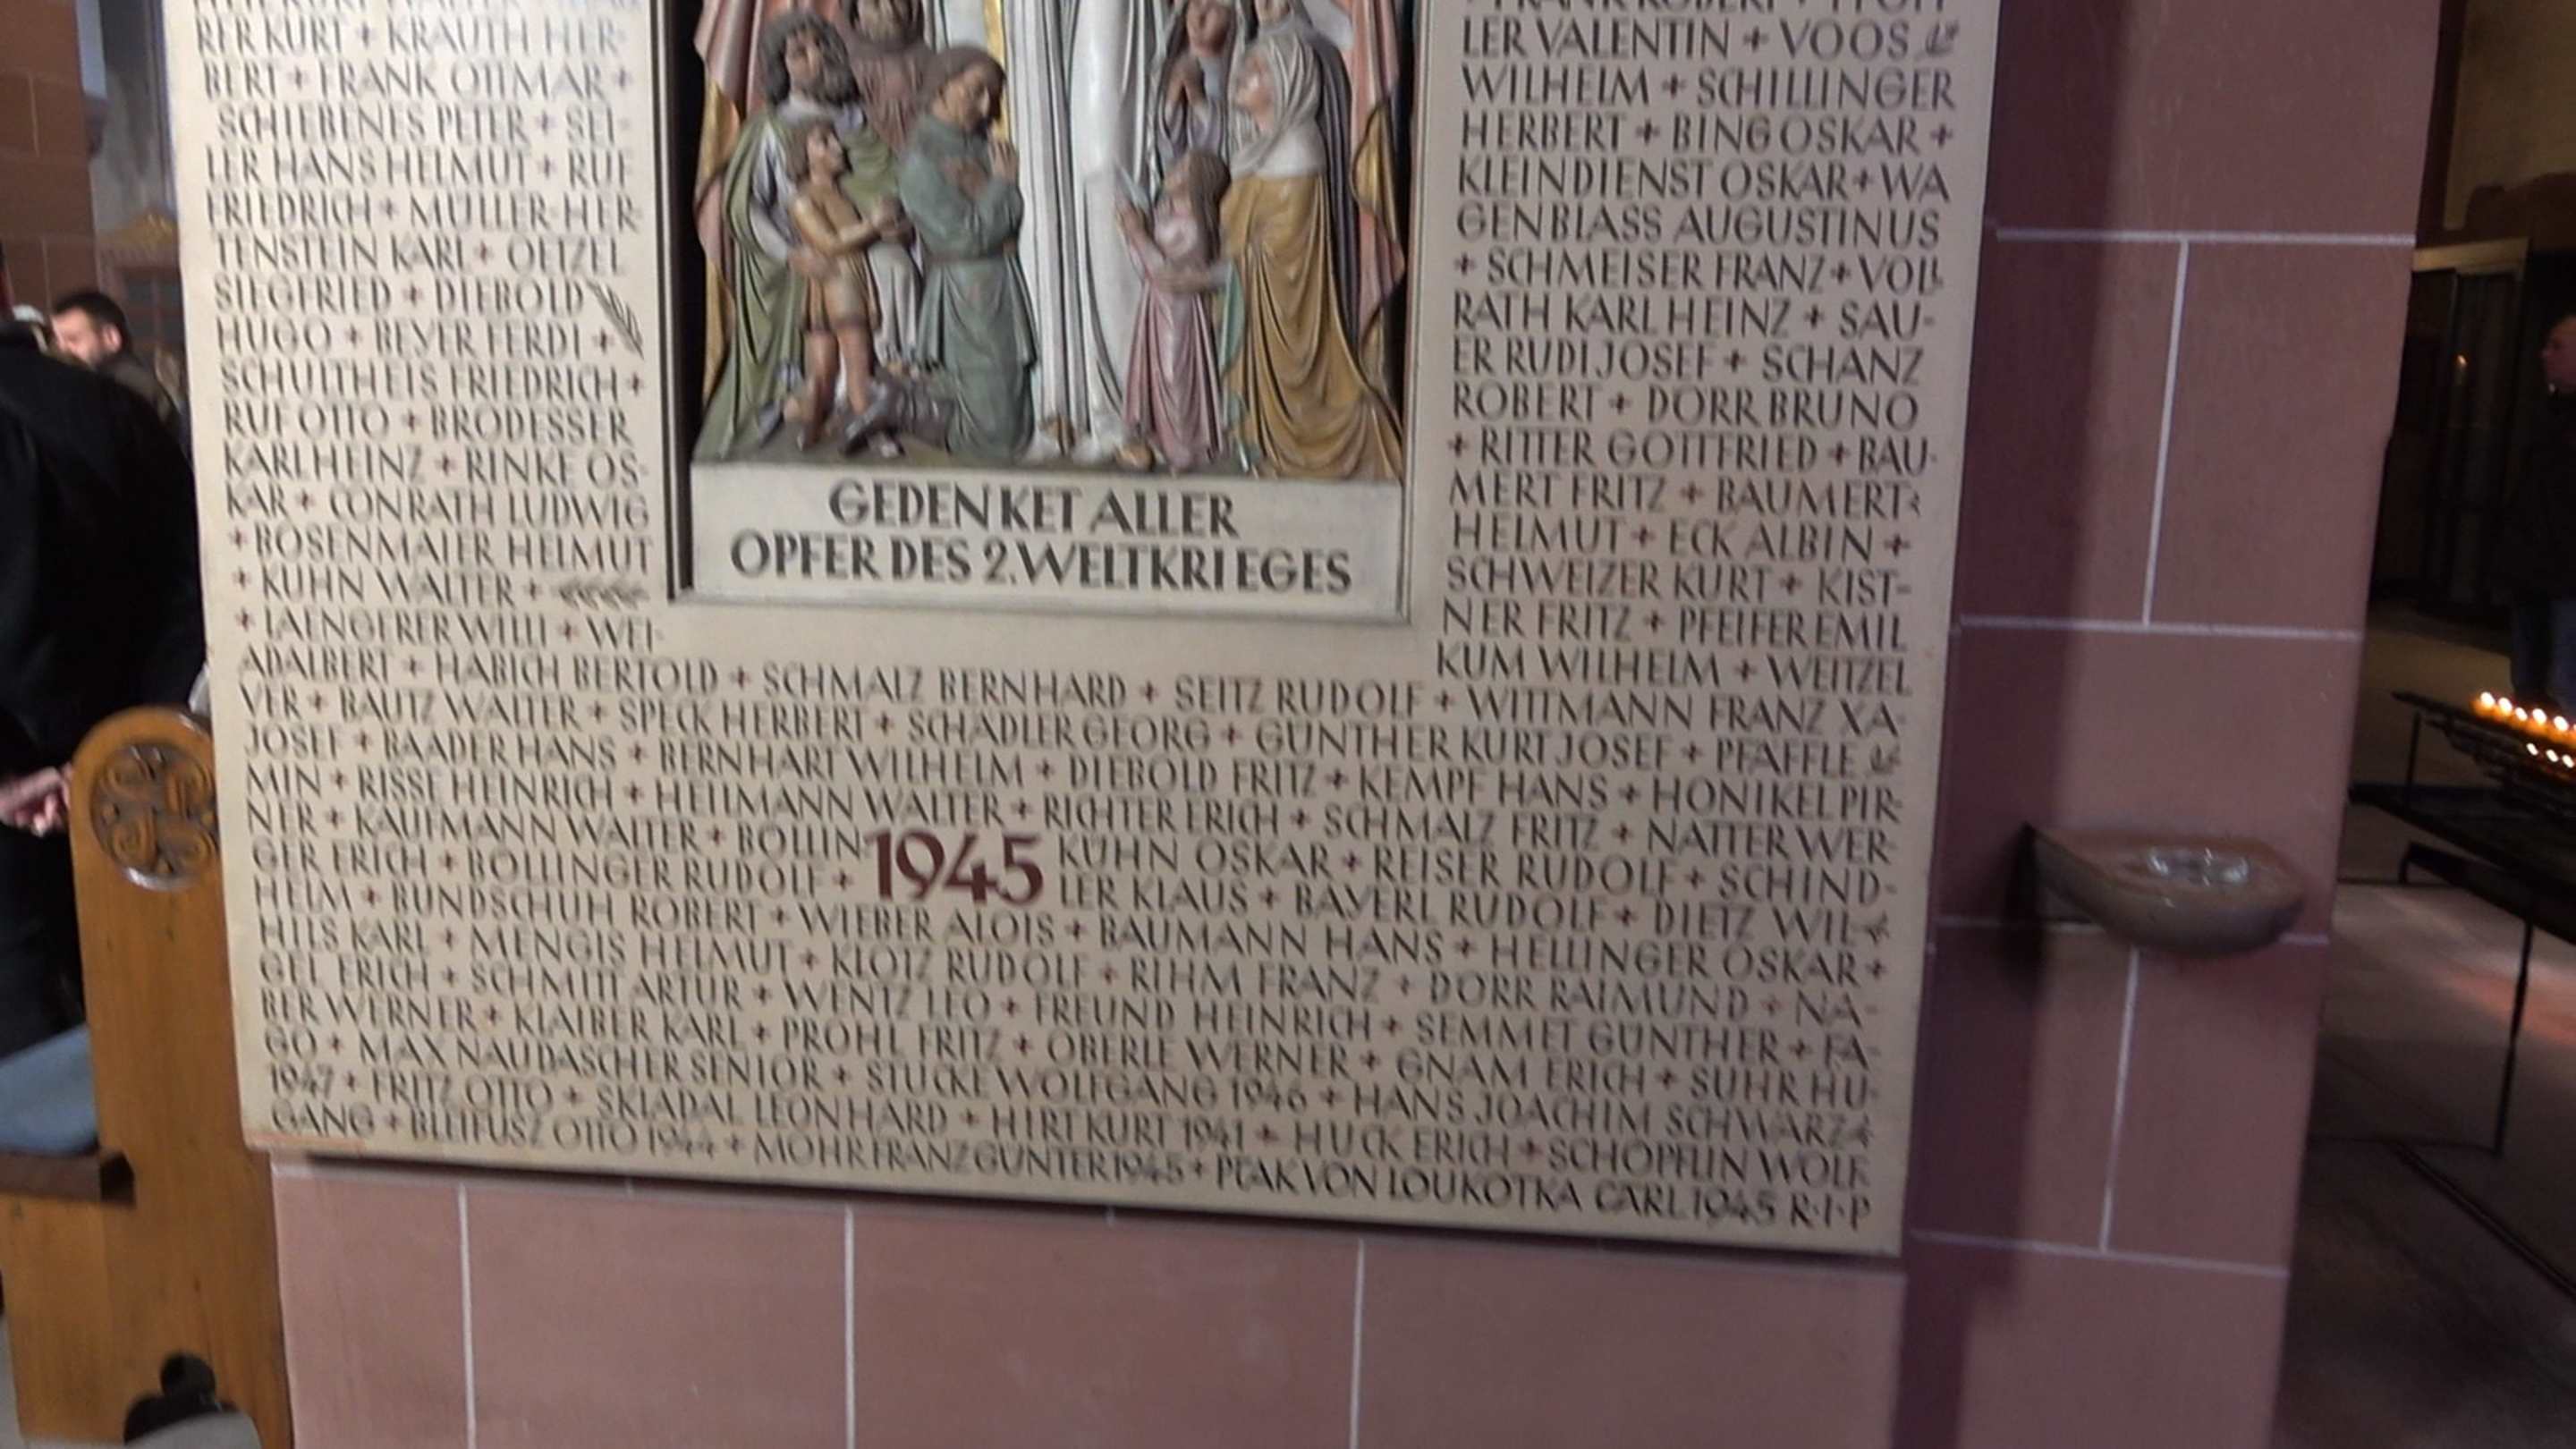 RER KURT + KRAUTH HER-
BERT + FRANK OTTMAR +
SCHIEBENES PETER + SEI-
LER HANS HELMUT + RUF
FRIEDRICH + MÜLLER-HER-
TENSTEIN KARL + OETZEL
SIEGFRIED + DIEBOLD
HUGO + BEYER FERDI +
SCHULTHEIS FRIEDRICH +
RUF OTTO + BRODESSER
KARLHEINZ + RINKE OS-
KAR + CONRATH LUDWIG
+ BOSENMAIER HELMUT
+ KUHN WALTER +
+ LAENGERER WILLI + WEI-
LER VALENTIN + VOOS
WILHELM + SCHILLINGER
HERBERT + BING OSKAR +
KLEINDIENST OSKAR + WA
GENBLASS AUGUSTINUS
+ SCHMEISER FRANZ + VOLL
RATH KARL HEINZ + SAU-
ER RUDI JOSEF + SCHANZ
ROBERT + DORR BRUNO
+ RITTER GOTTFRIED + BAU-
MERT FRITZ + BAUMERT
HELMUT + ECK ALBIN +
SCHWEIZER KURT + KIST-
NER FRITZ + PFEIFER EMIL
KUM WILHELM + WEITZEL
GEDENKET ALLER
OPFER DES 2. WELTKRIEGES
ADALBERT + HABICH BERTOLD + SCHMALZ BERNHARD + SEITZ RUDOLF + WITTMANN FRANZ XA-
VER + BAUTZ WALTER + SPECK HERBERT + SCHÄDLER GEORG + GÜNTHER KURT JOSEF + PFAFFLE
JOSEF + BAADER HANS + BERNHART WILHELM + DIEBOLD FRITZ + KEMPF HANS + HONIKEL PIR-
MIN + RISSE HEINRICH + HEILMANN WALTER + RICHTER ERICH + SCHMALZ FRITZ + NATTER WER-
NER + KAUFMANN WALTER + BOLLIN- 1945 KÜHN OSKAR + REISER RUDOLF + SCHIND-
GER ERICH + BOLLINGER RUDOLF + LER KLAUS + BAYERL RUDOLF + DIETZ WIL
HELM + BUNDSCHUH ROBERT + WIEBER ALOIS + BAUMANN HANS + HELLINGER OSKAR +
HILS KARL + MENGIS HELMUT + KLOTZ RUDOLF + RIHM FRANZ + DORR RAIMUND + NA-
GEL ERICH + SCHMITT ARTUR + WENTZ LEO + FREUND HEINRICH + SEMMET GÜNTHER + FA-
BER WERNER + KLAIBER KARL + PROHL FRITZ + OBERLE WERNER + GNAM ERICH + SUHR HU-
GO + MAX NAUDASCHER SENIOR + STUCKE WOLFGANG 1946 + HANS JOACHIM SCHWARZ
1947 + FRITZ OTTO + SKIADAL LEONHARD + HIRT KURT 1941 + HUCK ERICH + SCHÖPFLIN WOLF
GANG + BLEIFUSZ OTTO 1944 + MOHR FRANZ GÜNTER 1945 + PTAK VON LOUKOTKA CARL 1945 R·I·P